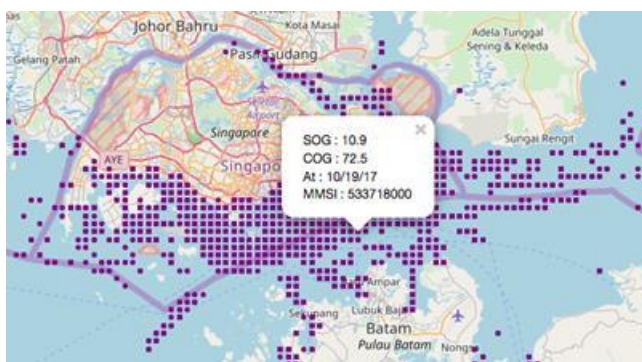 Johor Bahru
Kota Masai
Adela Tunggal
Sening & Keleda
Gelang Patah
Pasir Gudang
Singapore
Sungai Rengit
AYE
SOG : 10.9
COG : 72.5
At : 10/19/17
MMSI : 533718000
×
Ampar
Sekupang
Lubuk Baja
Batam
Pulau Batam
Nongsa